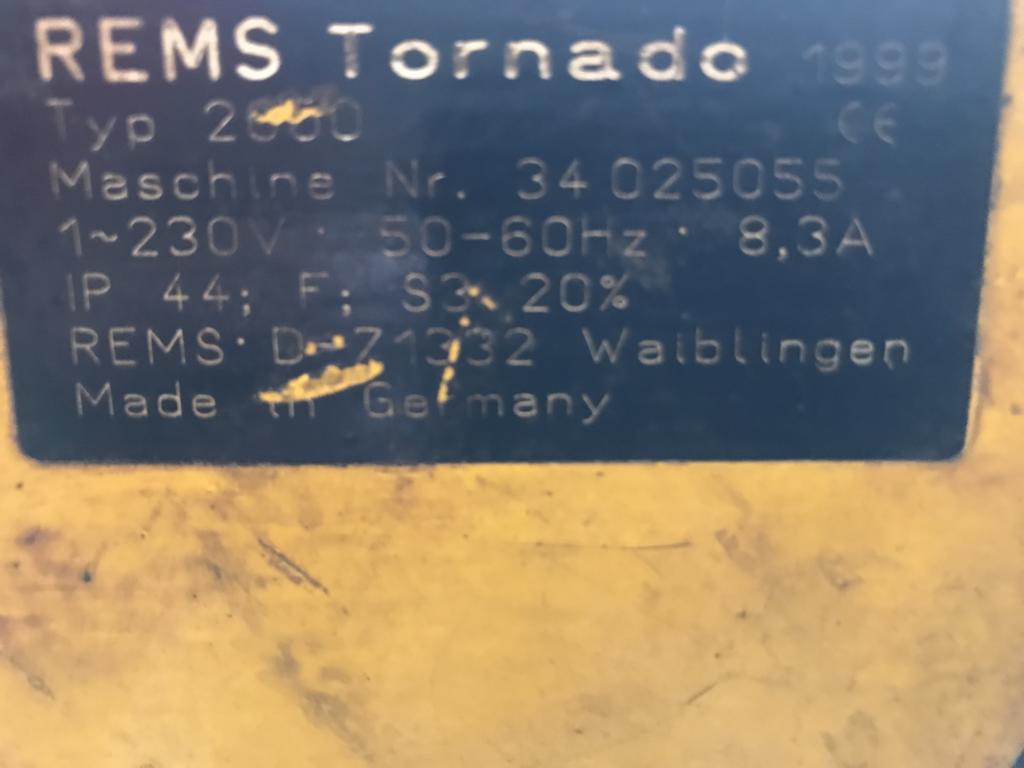 REMS Tornado 1999
Typ CE
Maschine Nr. 34 025055
1~230V · 50-60Hz · 8,3A
IP 44; F; S3 20%
REMS· D-71332 Waiblingen
Made in Germany